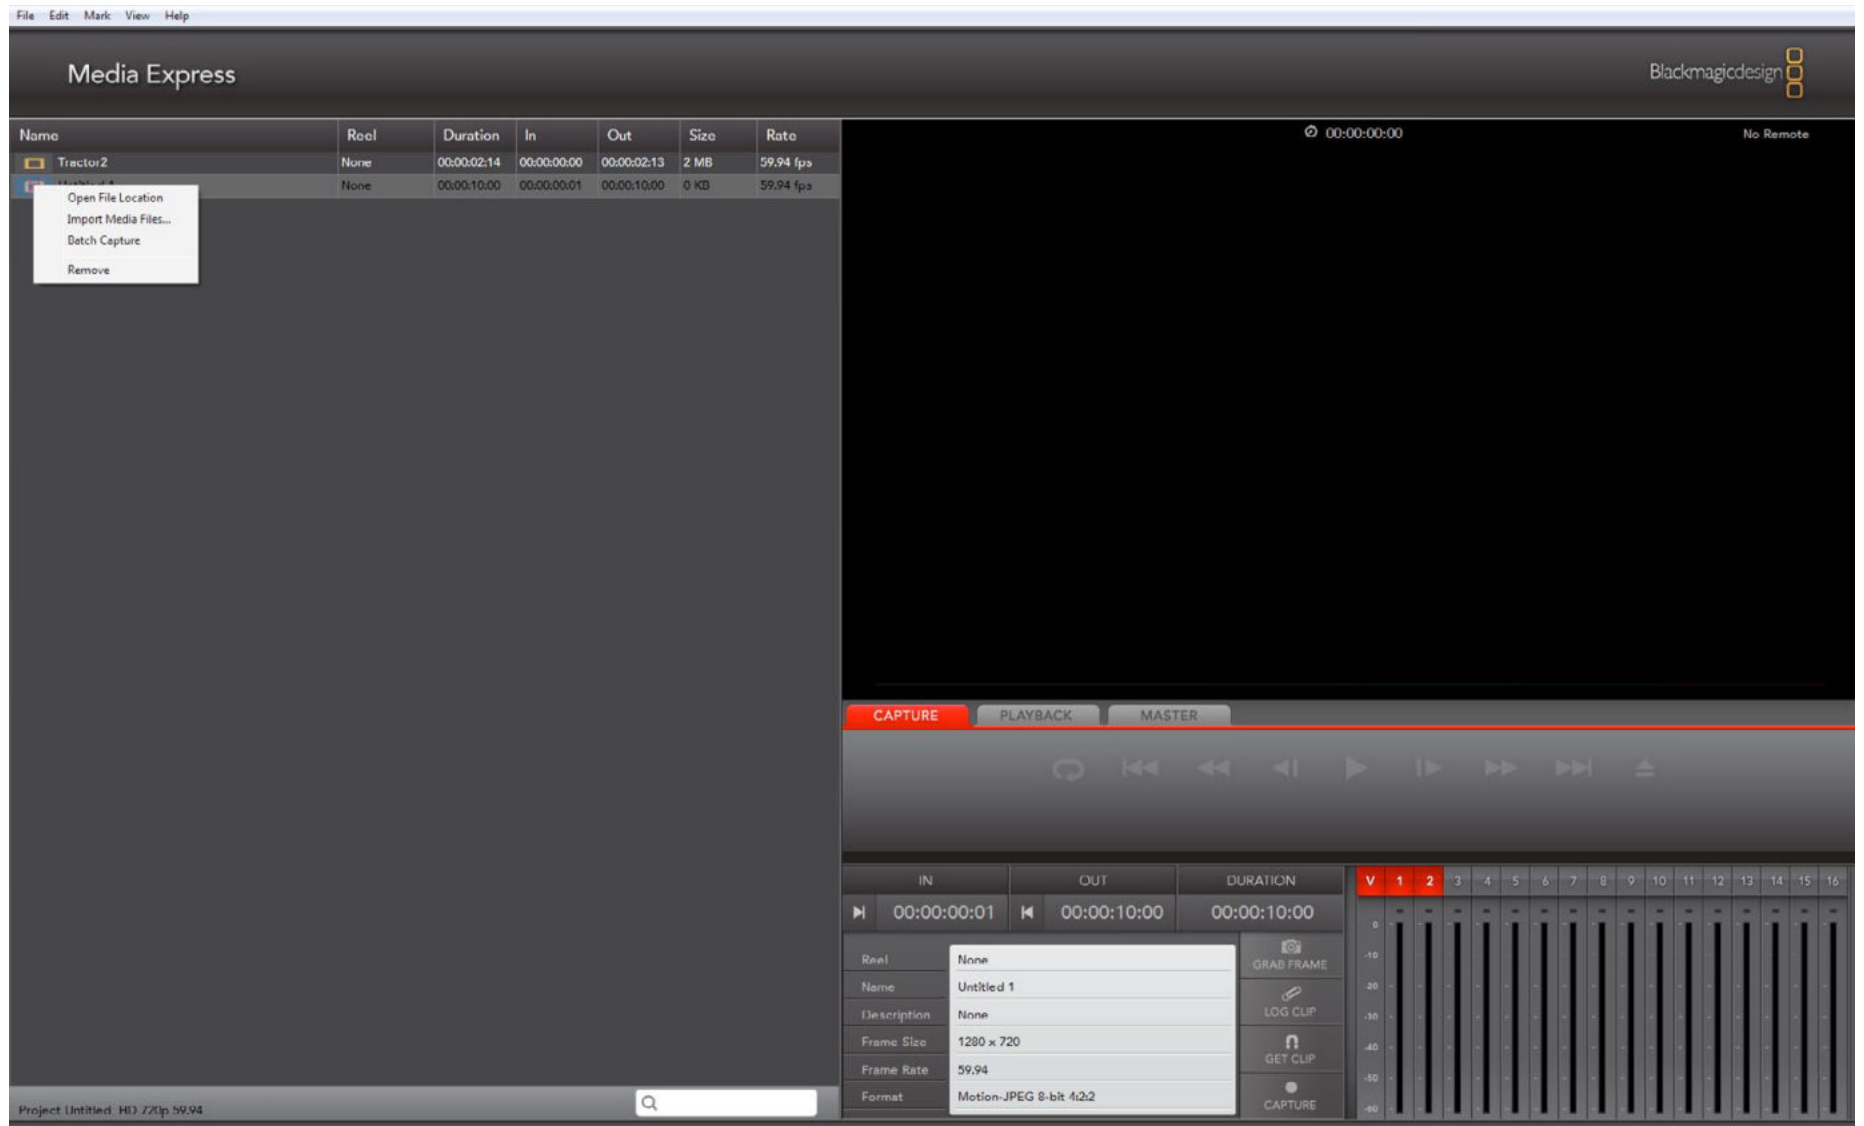 File Edit Mark View Help
Media Express
Blackmagicdesign
Name Reel Duration In Out Size Rate
00:00:00:00
No Remote
Tractor2 None 00:00:02:14 00:00:00:00 00:00:02:13 2 MB 59.94 fps
None 00:00:10:00 00:00:00:01 00:00:10:00 0 KB 59.94 fps
Open File Location
Import Media Files...
Batch Capture
Remove
CAPTURE PLAYBACK MASTER
IN OUT DURATION
00:00:00:01 00:00:10:00 00:00:10:00
Reel None
Name Untitled 1
Description None
Frame Size 1280 x 720
Frame Rate 59.94
Format Motion-JPEG 8-bit 4:2:2
GRAB FRAME
LOG CLIP
GET CLIP
CAPTURE
V 1 2 3 4 5 6 7 8 9 10 11 12 13 14 15 16
0
-10
-20
-30
-40
-50
-60
Project Untitled HD 720p 59.94